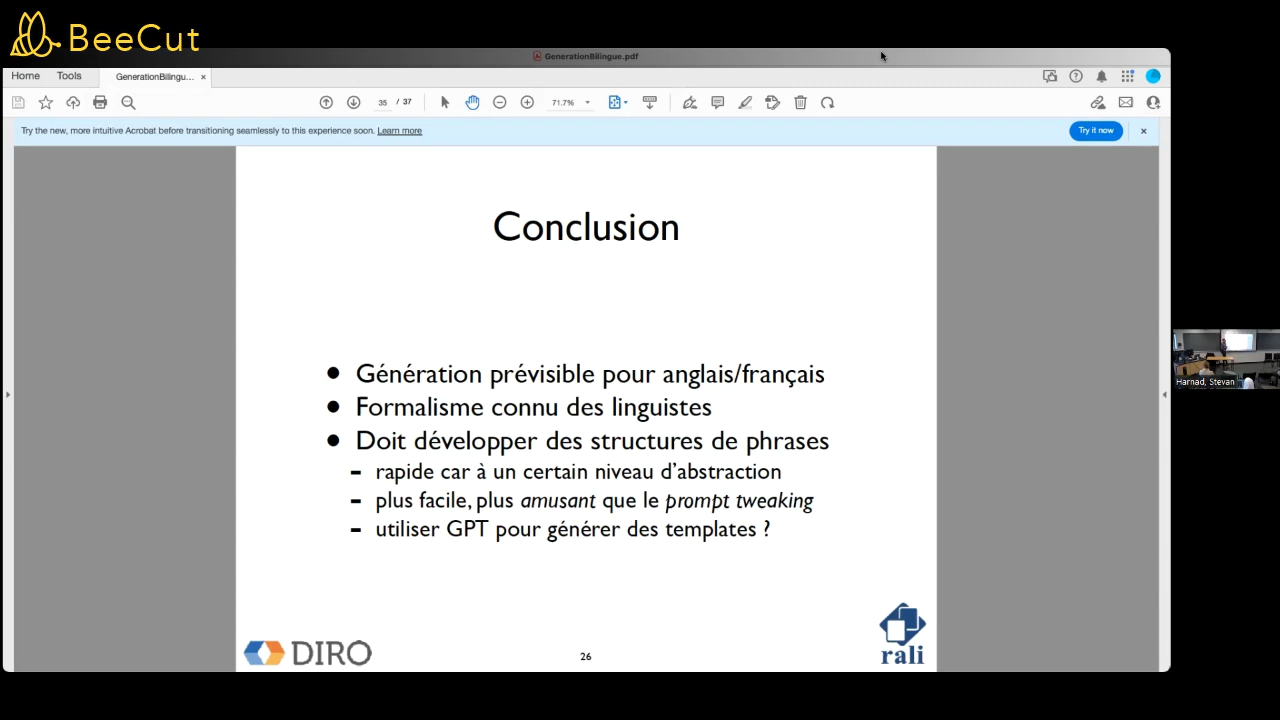 BeeCut
GenerationBilingue.pdf
Home Tools GenerationBilingu... ×
35 / 37 71.7%
Try the new, more intuitive Acrobat before transitioning seamlessly to this experience soon. Learn more Try it now ×
Conclusion
• Génération prévisible pour anglais/français
• Formalisme connu des linguistes
• Doit développer des structures de phrases
- rapide car à un certain niveau d’abstraction
- plus facile, plus amusant que le prompt tweaking
- utiliser GPT pour générer des templates ?
Harnad, Stevan
DIRO
26
rali